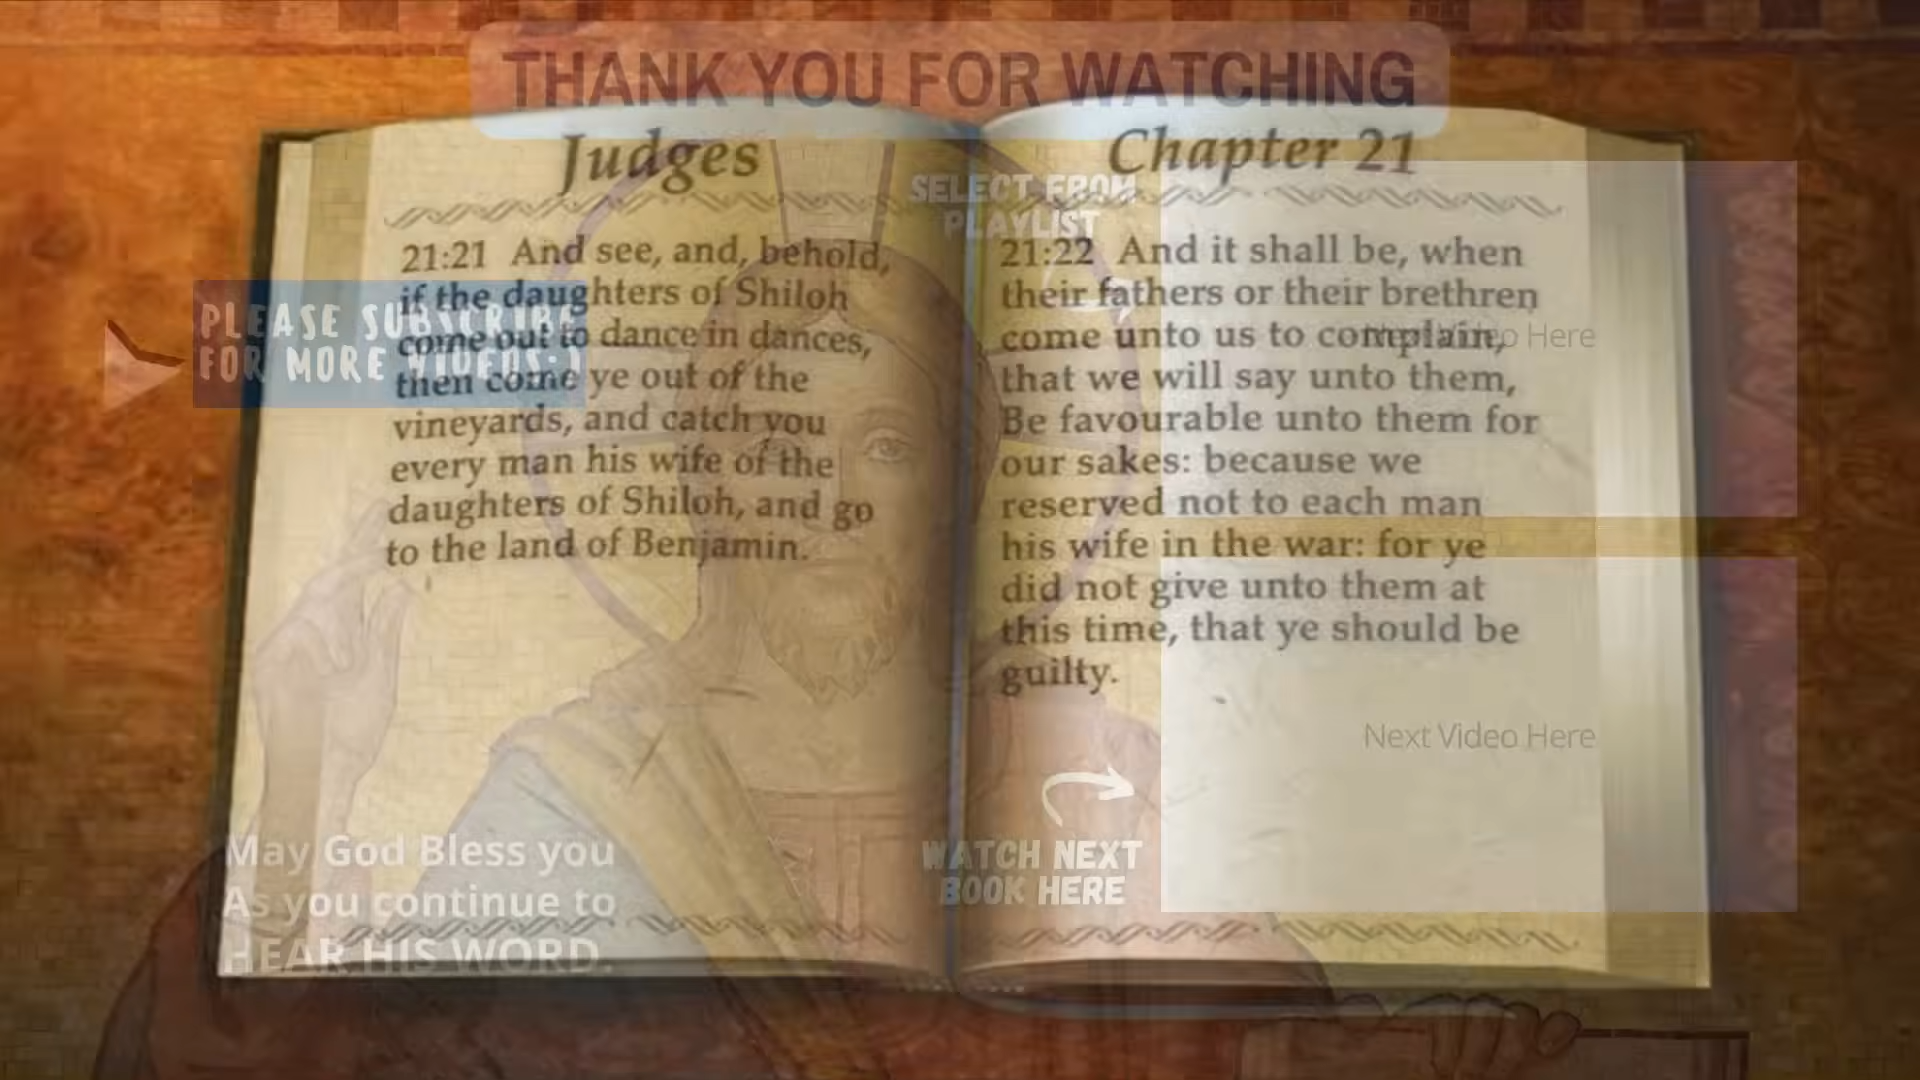 THANK YOU FOR WATCHING
Judges
Chapter 21
SELECT FROM
PLAYLIST
21:21 And see, and, behold,
if the daughters of Shiloh
come out to dance in dances,
then come ye out of the
vineyards, and catch you
every man his wife of the
daughters of Shiloh, and go
to the land of Benjamin.
21:22 And it shall be, when
their fathers or their brethren
come unto us to complain,
that we will say unto them,
Be favourable unto them for
our sakes: because we
reserved not to each man
his wife in the war: for ye
did not give unto them at
this time, that ye should be
guilty.
PLEASE SUBSCRIBE
FOR MORE VIDEOS:)
Next Video Here
Next Video Here
May God Bless you
As you continue to
HEAR HIS WORD.
WATCH NEXT
BOOK HERE